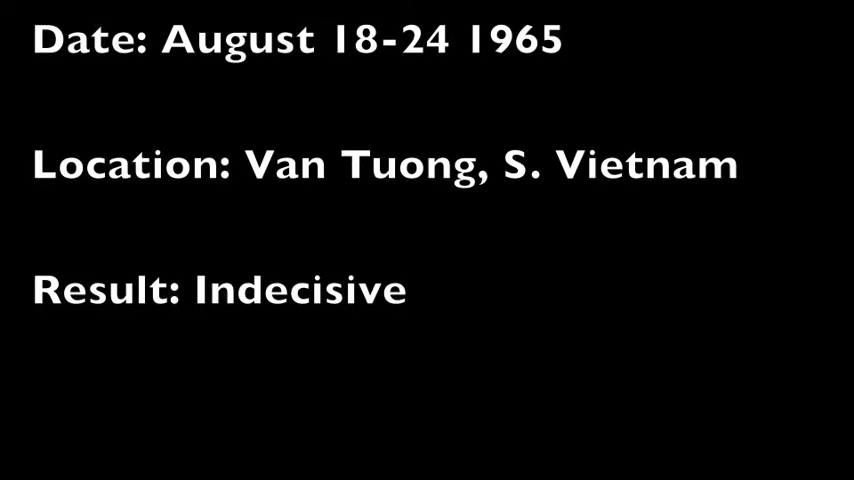 Date: August 18-24 1965
Location: Van Tuong, S. Vietnam
Result: Indecisive